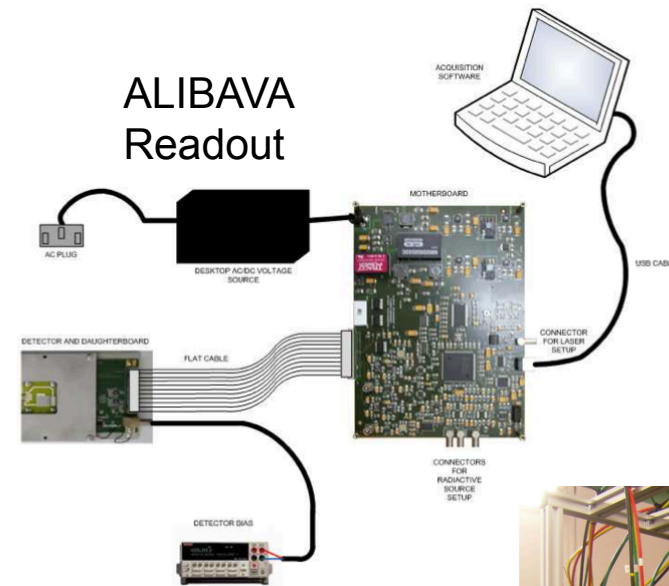 ALIBAVA
Readout
ACQUISITION
SOFTWARE
MOTHERBOARD
AC PLUG
DESKTOP AC/DC VOLTAGE
SOURCE
USB CABL
DETECTOR AND DAUGHTERBOARD
FLAT CABLE
CONNECTOR
FOR LASER
SETUP
CONNECTORS
FOR
RADIACTIVE
SOURCE
SETUP
DETECTOR BIAS